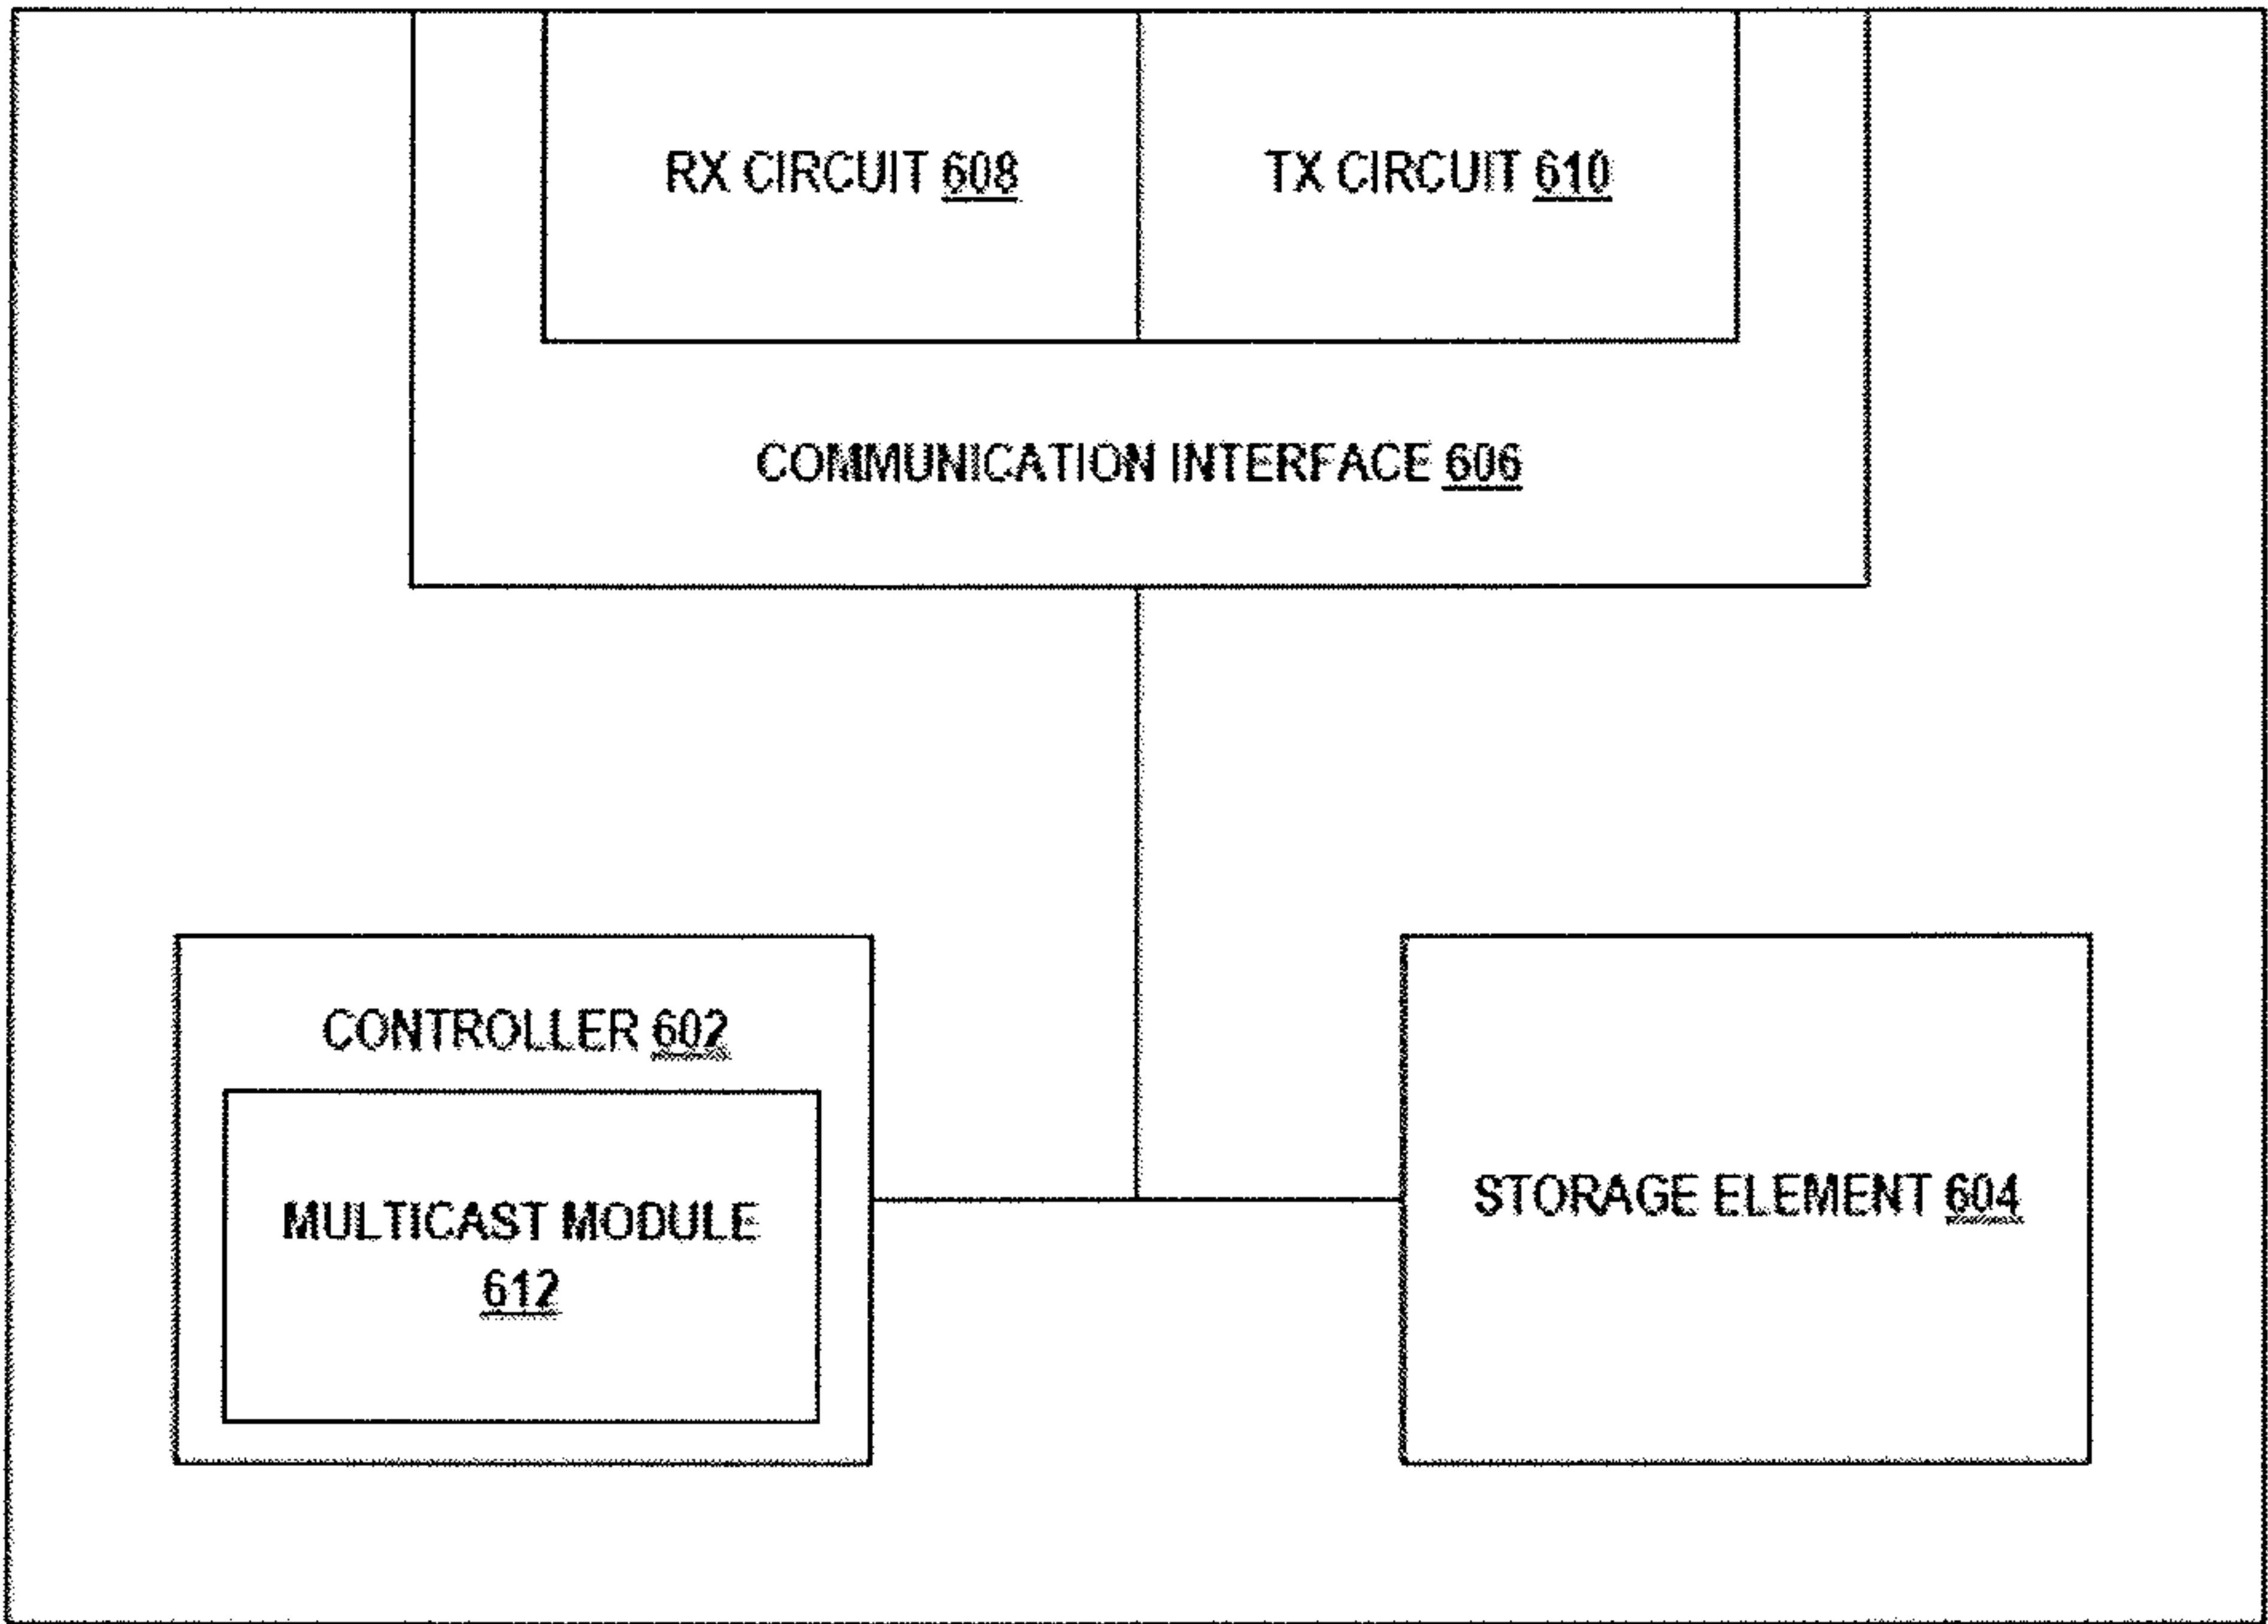 RX CIRCUIT 608
TX CIRCUIT 610
COMMUNICATION INTERFACE 606
CONTROLLER 602
MULTICAST MODULE
612
STORAGE ELEMENT 604